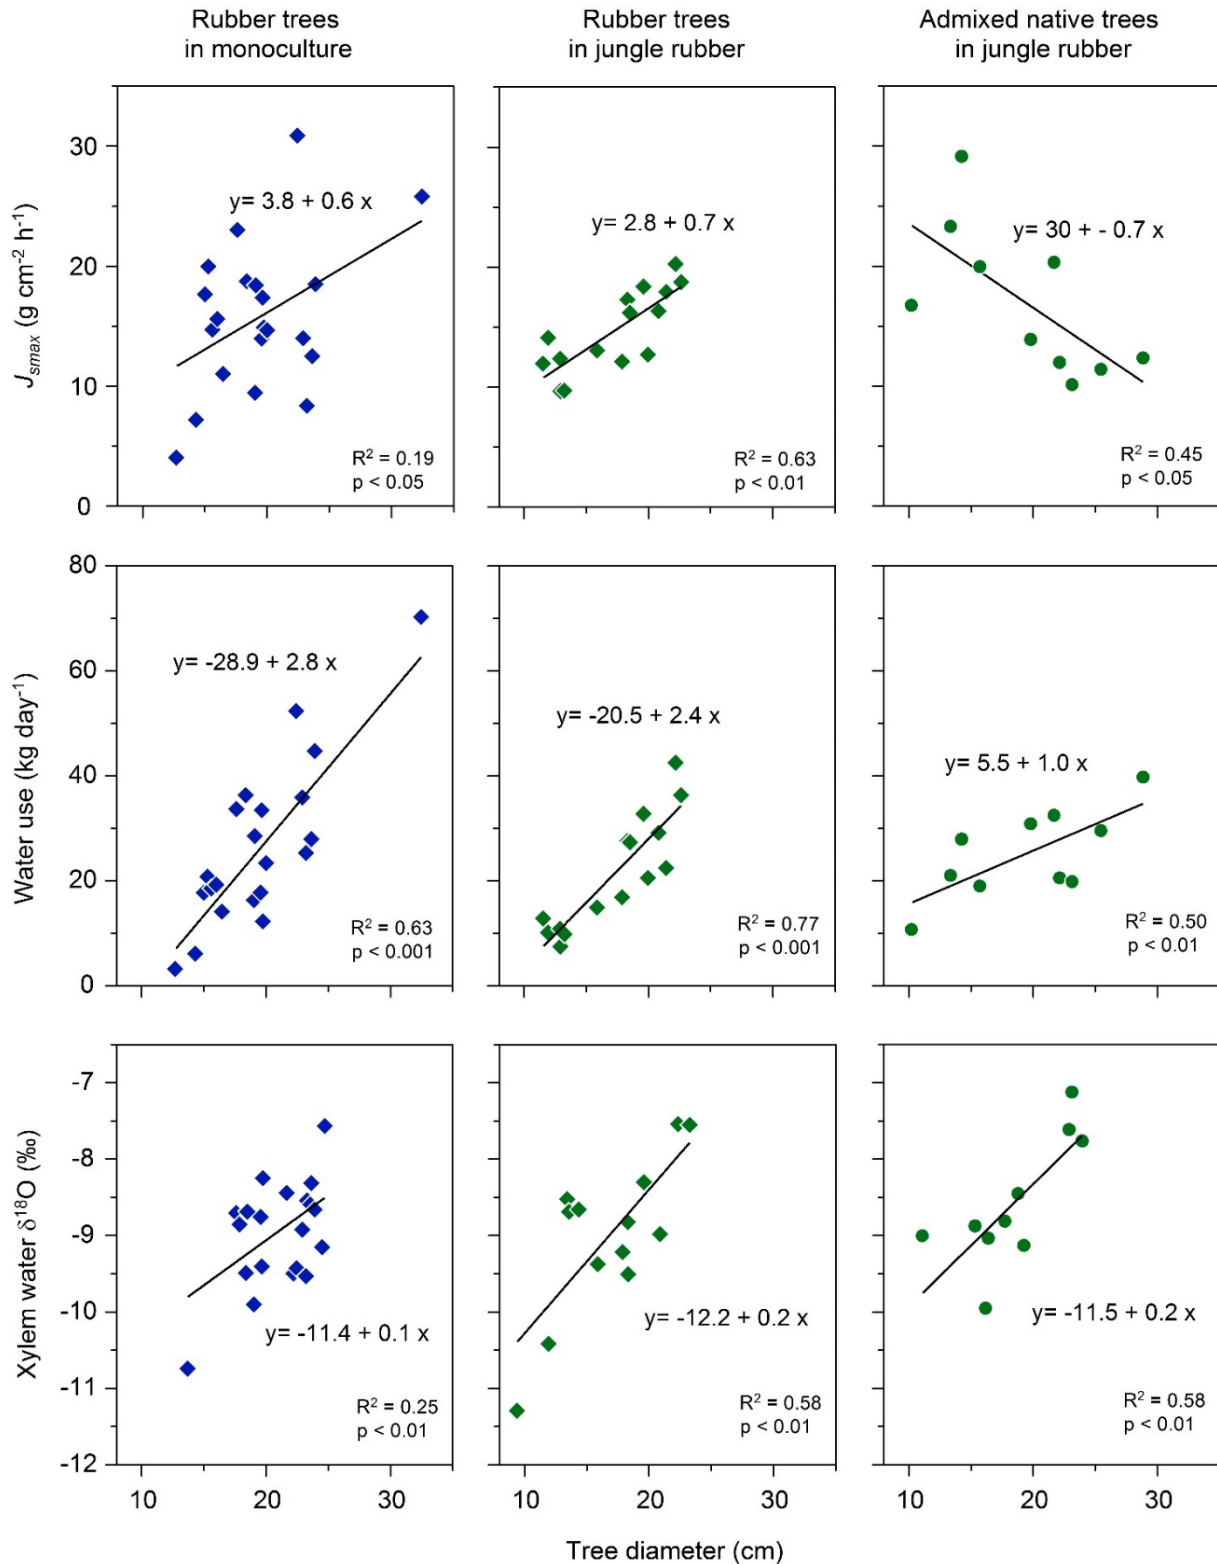 Rubber trees
in monoculture
Rubber trees
in jungle rubber
Admixed native trees
in jungle rubber
J_smax (g cm⁻² h⁻¹)
30
20
10
0
y= 3.8 + 0.6 x
R² = 0.19
p < 0.05
y= 2.8 + 0.7 x
R² = 0.63
p < 0.01
y= 30 + - 0.7 x
R² = 0.45
p < 0.05
Water use (kg day⁻¹)
80
60
40
20
0
y= -28.9 + 2.8 x
R² = 0.63
p < 0.001
y= -20.5 + 2.4 x
R² = 0.77
p < 0.001
y= 5.5 + 1.0 x
R² = 0.50
p < 0.01
Xylem water δ¹⁸O (‰)
-7
-8
-9
-10
-11
-12
y= -11.4 + 0.1 x
R² = 0.25
p < 0.01
y= -12.2 + 0.2 x
R² = 0.58
p < 0.01
y= -11.5 + 0.2 x
R² = 0.58
p < 0.01
10 20 30
10 20 30
10 20 30
Tree diameter (cm)